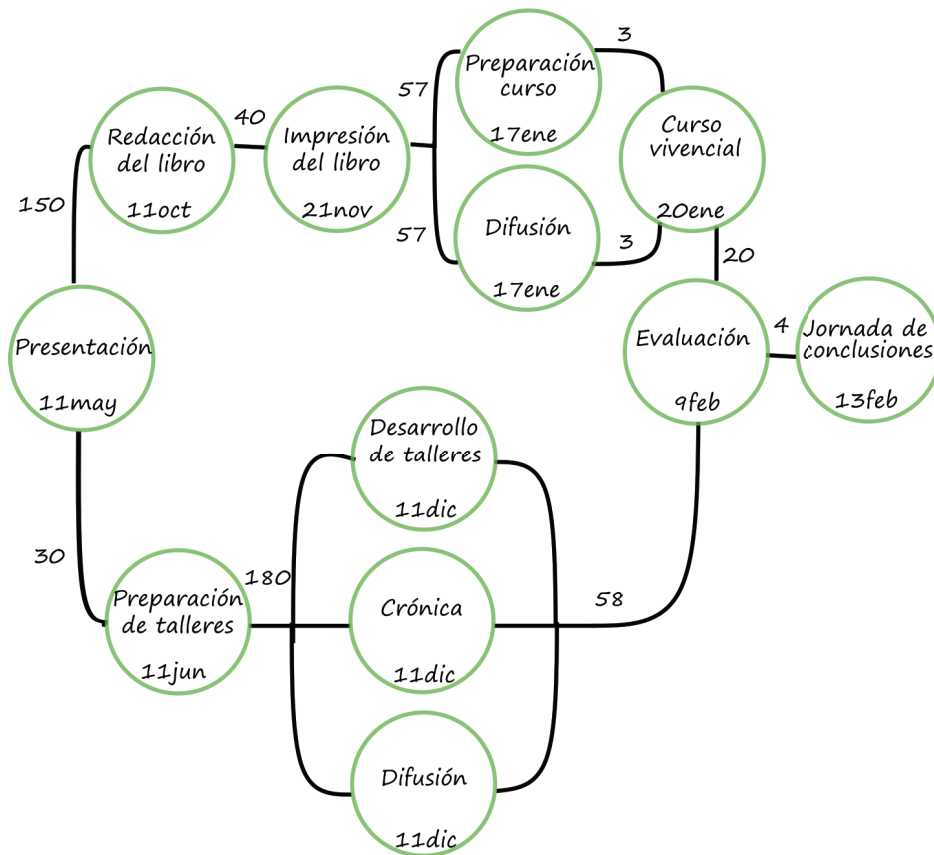 Preparación
curso
17ene
3
57
40
Redacción
del libro
11oct
Impresión
del libro
21nov
Curso
vivencial
20ene
150
57
Difusión
17ene
3
20
Presentación
11may
Evaluación
9feb
4
Jornada de
conclusiones
13feb
Desarrollo
de talleres
11dic
30
180
Preparación
de talleres
11jun
Crónica
11dic
58
Difusión
11dic